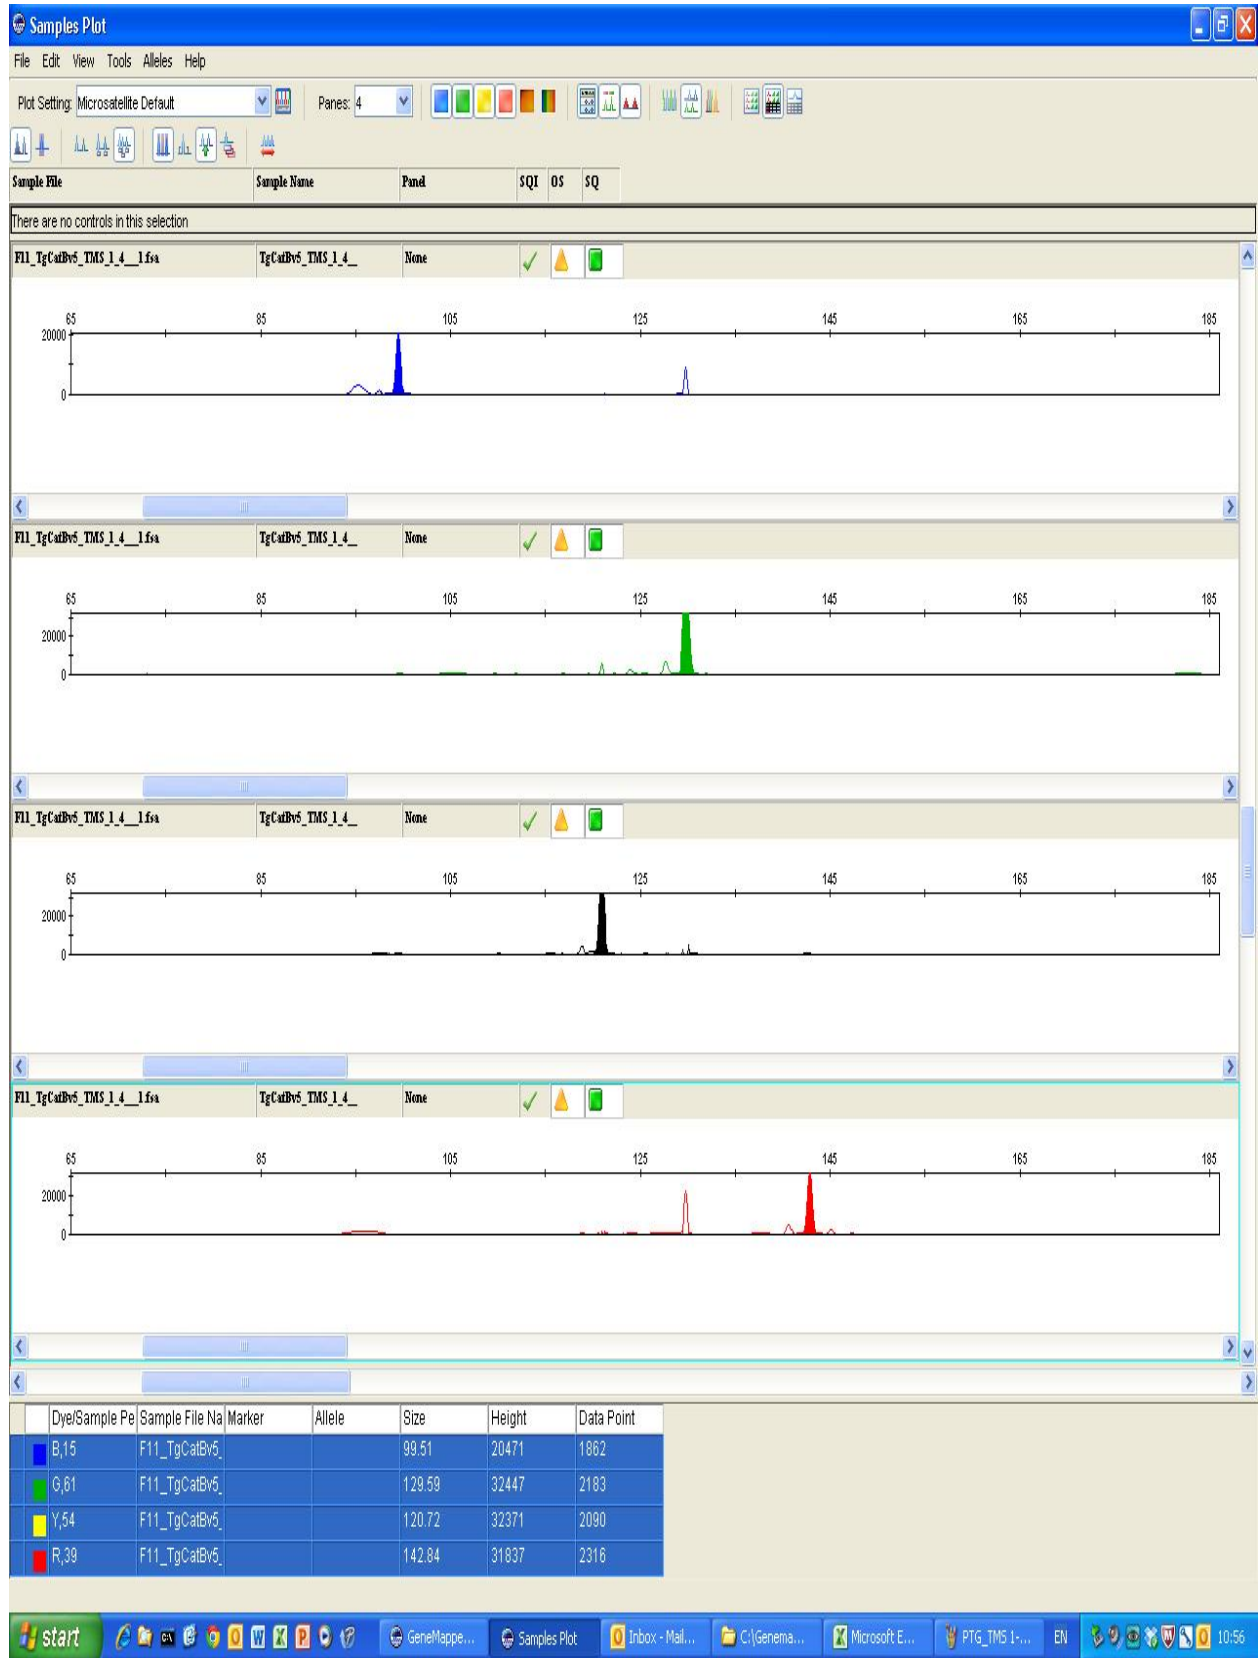 Samples Plot
File Edit View Tools Alleles Help
Plot Setting: Microsatellite Default Panes: 4
Sample File Sample Name Panel SQI OS SQ
There are no controls in this selection
F11_TgCatBv5_TMS_1_4__1.fsa TgCatBv5_TMS_1_4_ None
65 85 105 125 145 165 185
20000
0
F11_TgCatBv5_TMS_1_4__1.fsa TgCatBv5_TMS_1_4_ None
65 85 105 125 145 165 185
20000
0
F11_TgCatBv5_TMS_1_4__1.fsa TgCatBv5_TMS_1_4_ None
65 85 105 125 145 165 185
20000
0
F11_TgCatBv5_TMS_1_4__1.fsa TgCatBv5_TMS_1_4_ None
65 85 105 125 145 165 185
20000
0
Dye/Sample Pe Sample File Na Marker Allele Size Height Data Point
B,15 F11_TgCatBv5_ 99.51 20471 1862
G,61 F11_TgCatBv5_ 129.59 32447 2183
Y,54 F11_TgCatBv5_ 120.72 32371 2090
R,39 F11_TgCatBv5_ 142.84 31837 2316
start GeneMappe... Samples Plot Inbox - Mail... C:\Genema... Microsoft E... PTG_TMS 1-... EN 10:56